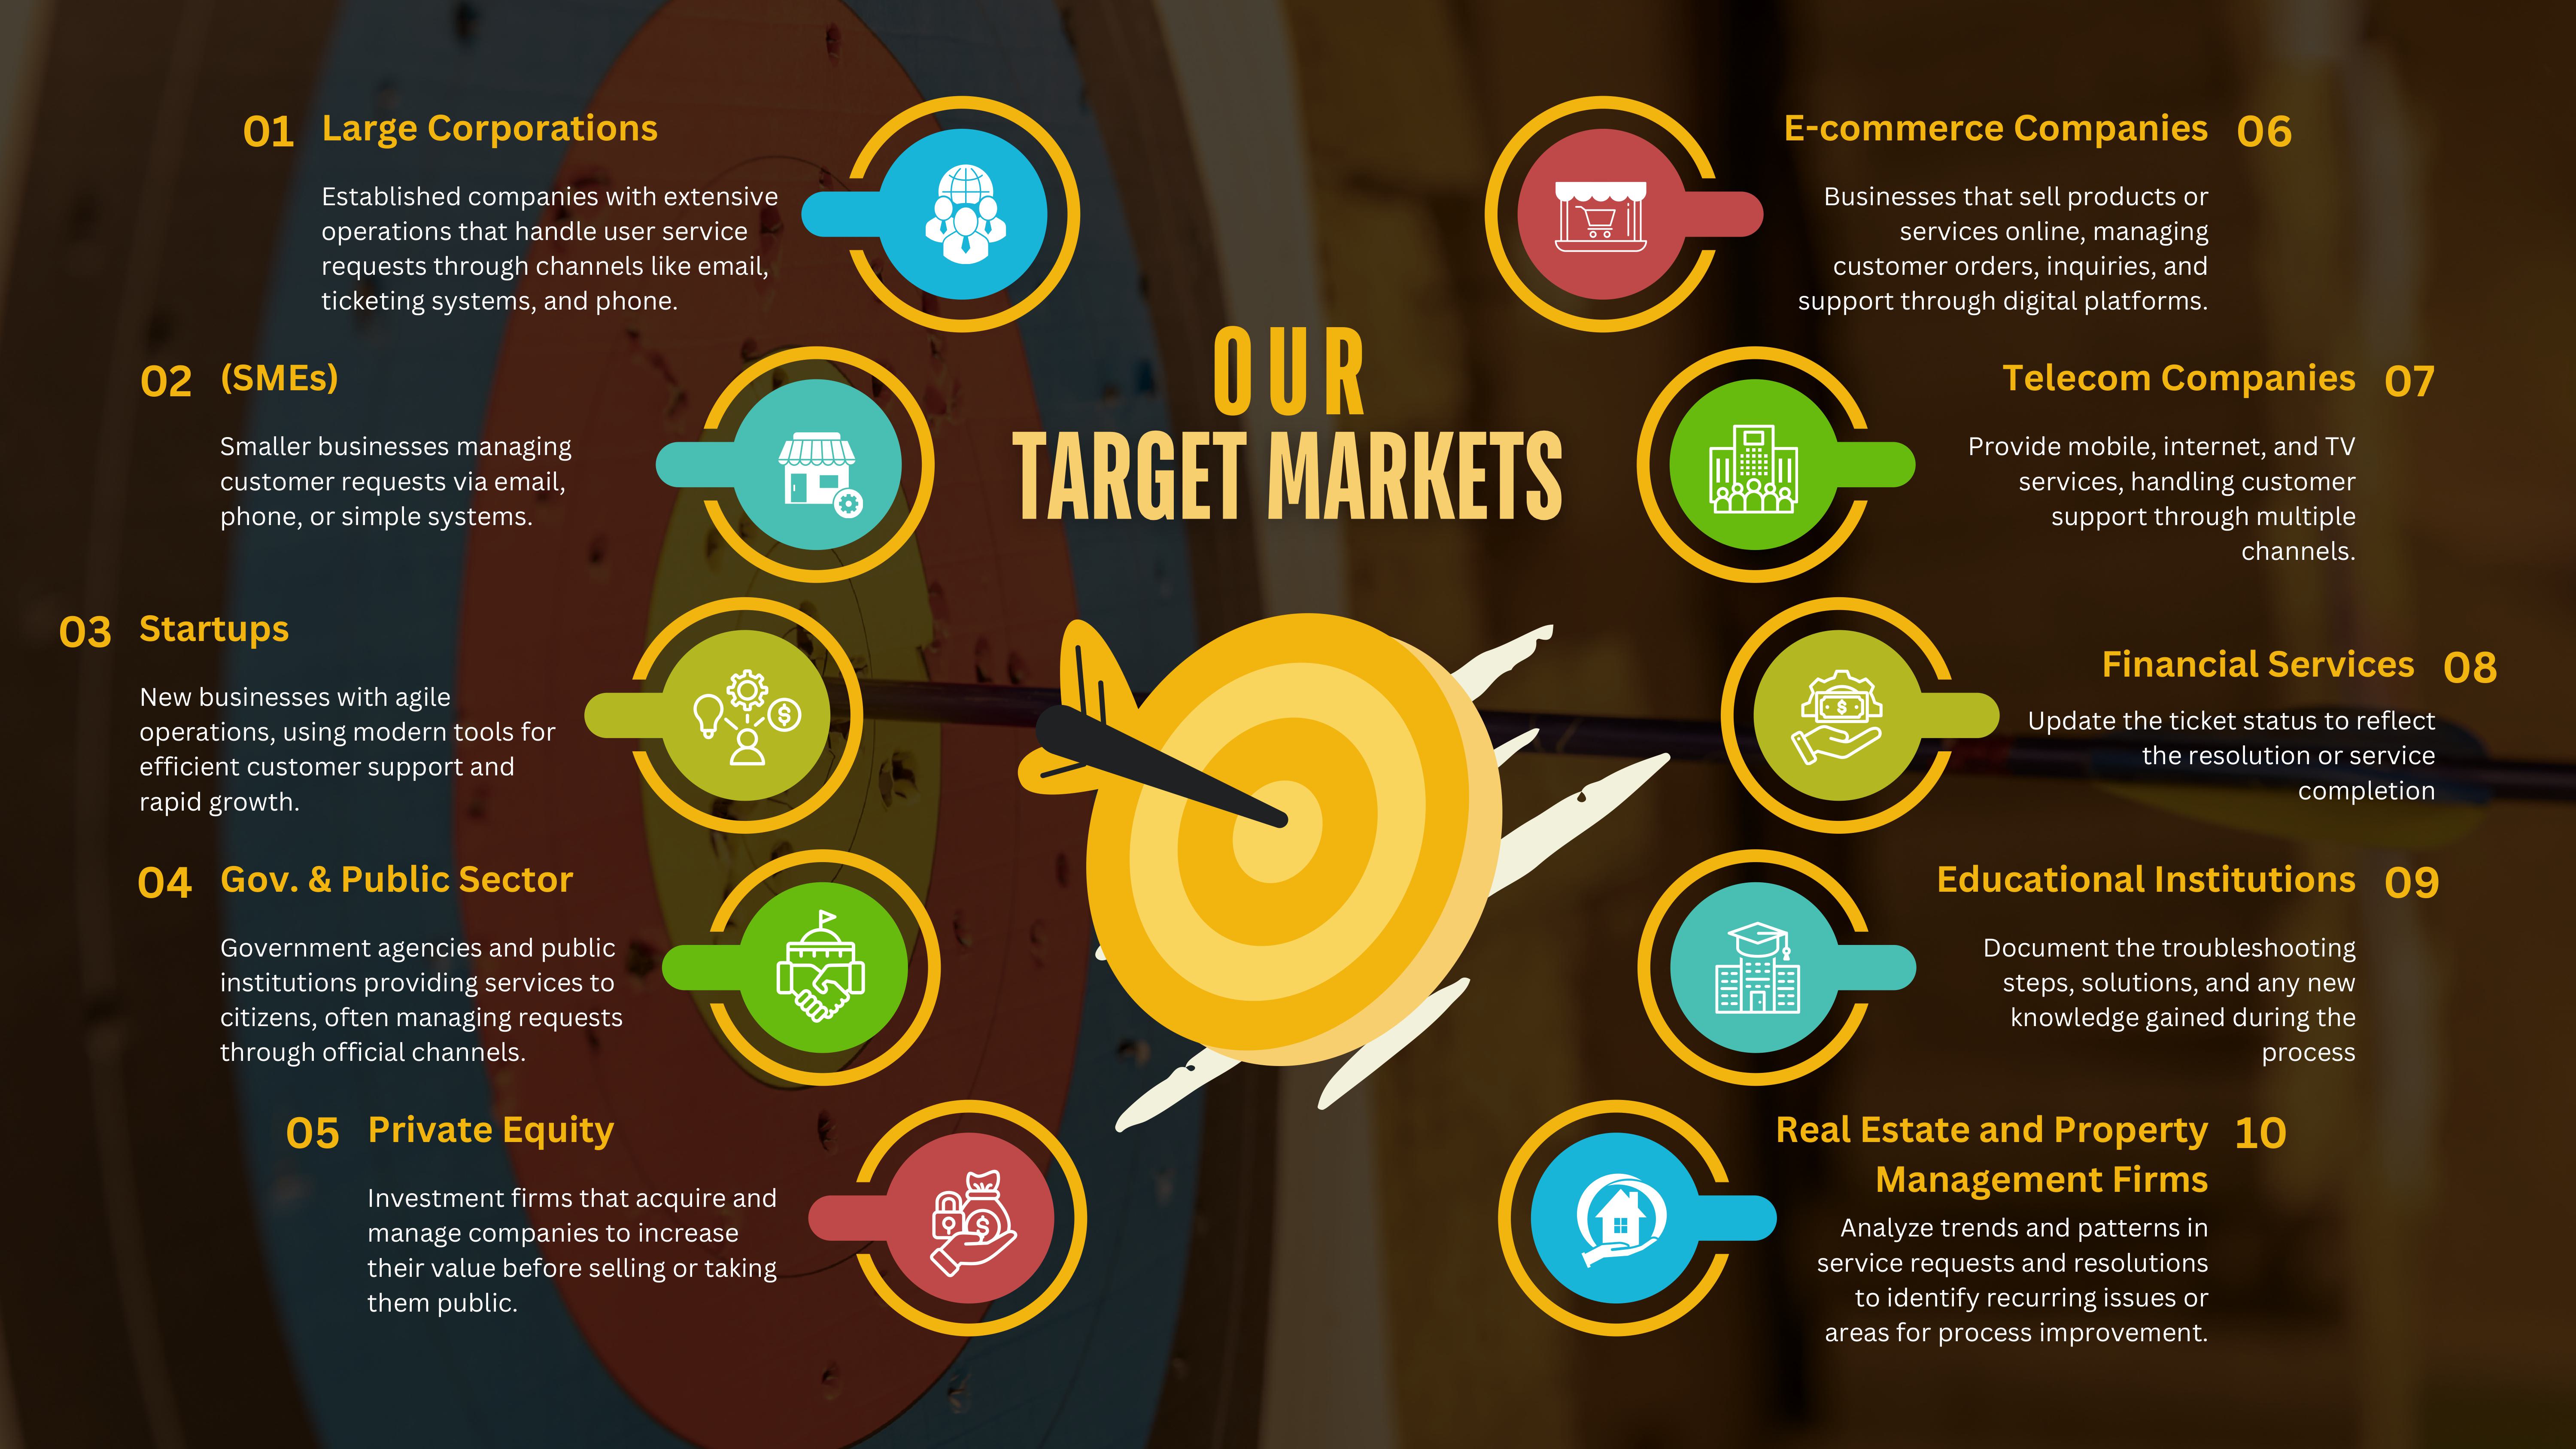 OUR
TARGET MARKETS
01 Large Corporations
Established companies with extensive
operations that handle user service
requests through channels like email,
ticketing systems, and phone.
02 (SMEs)
Smaller businesses managing
customer requests via email,
phone, or simple systems.
03 Startups
New businesses with agile
operations, using modern tools for
efficient customer support and
rapid growth.
04 Gov. & Public Sector
Government agencies and public
institutions providing services to
citizens, often managing requests
through official channels.
05 Private Equity
Investment firms that acquire and
manage companies to increase
their value before selling or taking
them public.
E-commerce Companies 06
Businesses that sell products or
services online, managing
customer orders, inquiries, and
support through digital platforms.
Telecom Companies 07
Provide mobile, internet, and TV
services, handling customer
support through multiple
channels.
Financial Services 08
Update the ticket status to reflect
the resolution or service
completion
Educational Institutions 09
Document the troubleshooting
steps, solutions, and any new
knowledge gained during the
process
Real Estate and Property 10
Management Firms
Analyze trends and patterns in
service requests and resolutions
to identify recurring issues or
areas for process improvement.